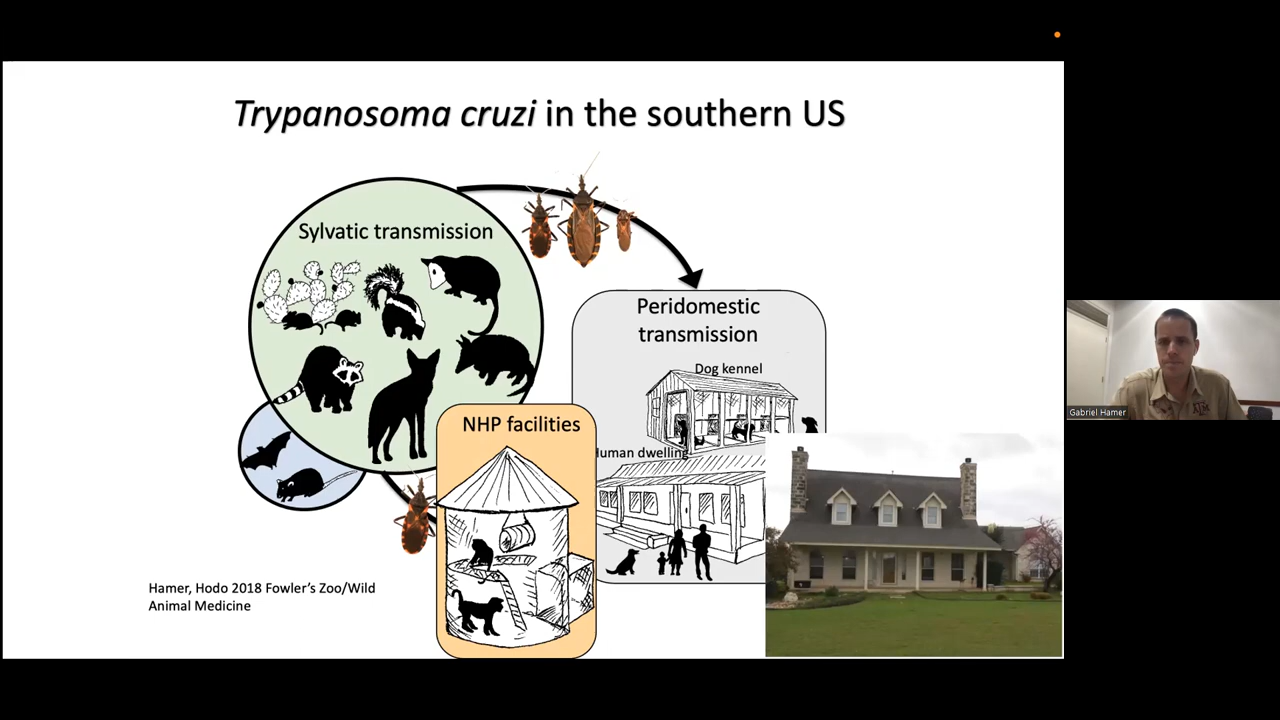 Trypanosoma cruzi in the southern US
Sylvatic transmission
Peridomestic
transmission
Dog kennel
NHP facilities
Human dwelling
Gabriel Hamer
Hamer, Hodo 2018 Fowler's Zoo/Wild
Animal Medicine